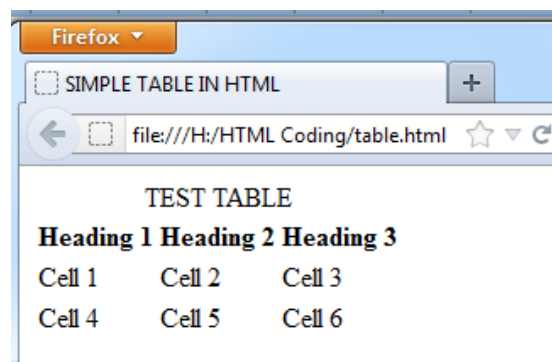 Firefox
SIMPLE TABLE IN HTML
file:///H:/HTML Coding/table.html
TEST TABLE
Heading 1 Heading 2 Heading 3
Cell 1 Cell 2 Cell 3
Cell 4 Cell 5 Cell 6